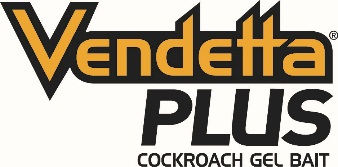 Vendetta®
PLUS
COCKROACH GEL BAIT